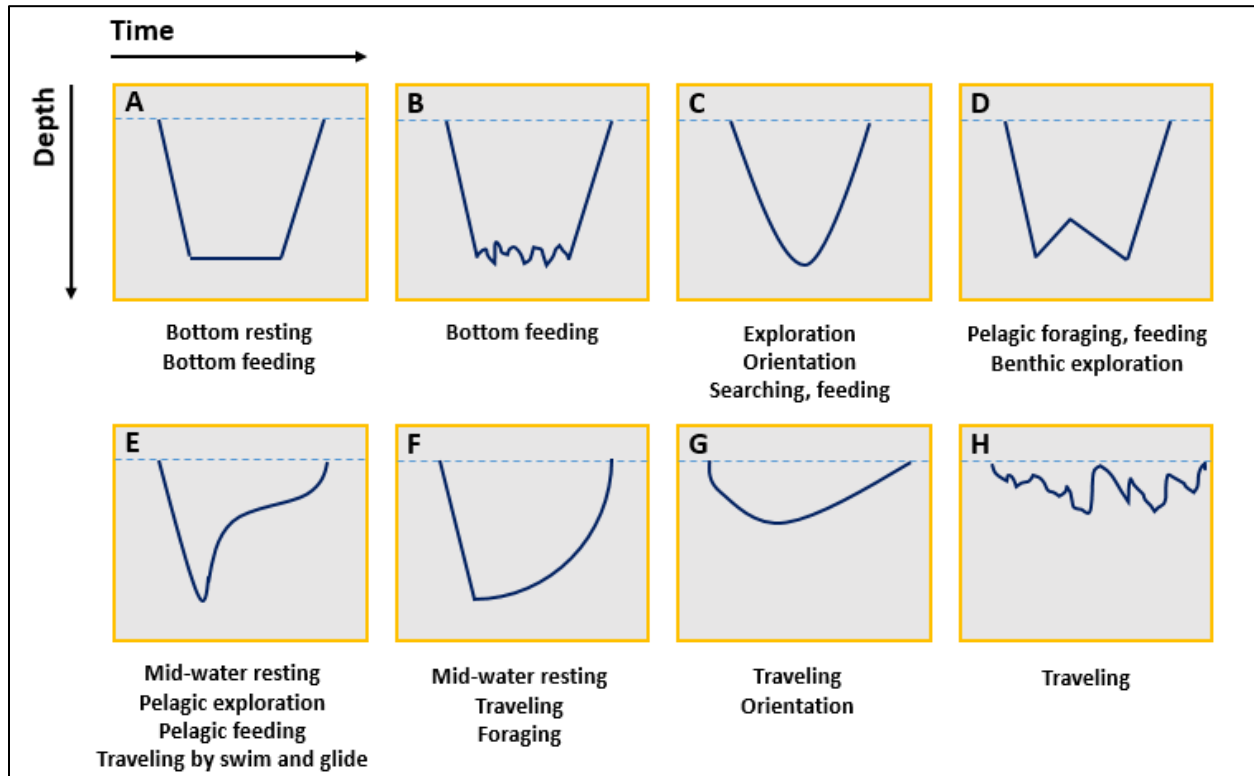 Time
Depth
A
B
C
D
Bottom resting
Bottom feeding
Bottom feeding
Exploration
Orientation
Searching, feeding
Pelagic foraging, feeding
Benthic exploration
E
F
G
H
Mid-water resting
Pelagic exploration
Pelagic feeding
Traveling by swim and glide
Mid-water resting
Traveling
Foraging
Traveling
Orientation
Traveling